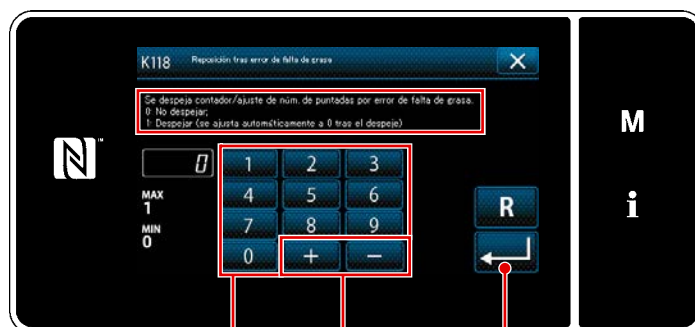 K118 Reposición tras error de falta de grasa
Se despeja contador/ajuste de núm. de puntadas por error de falta de grasa.
0: No despejar;
1: Despejar (se ajusta automáticamente a 0 tras el despeje)
0
MAX
1
MIN
0
1 2 3
4 5 6
7 8 9
0 + −
R
M
i
N